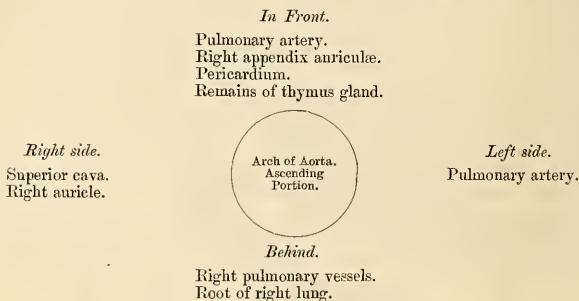 In Front.
Pulmonary artery.
Right appendix auriculæ.
Pericardium.
Remains of thymus gland.
Right side.
Superior cava.
Right auricle.
Arch of Aorta.
Ascending
Portion.
Left side.
Pulmonary artery.
Behind.
Right pulmonary vessels.
Root of right lung.